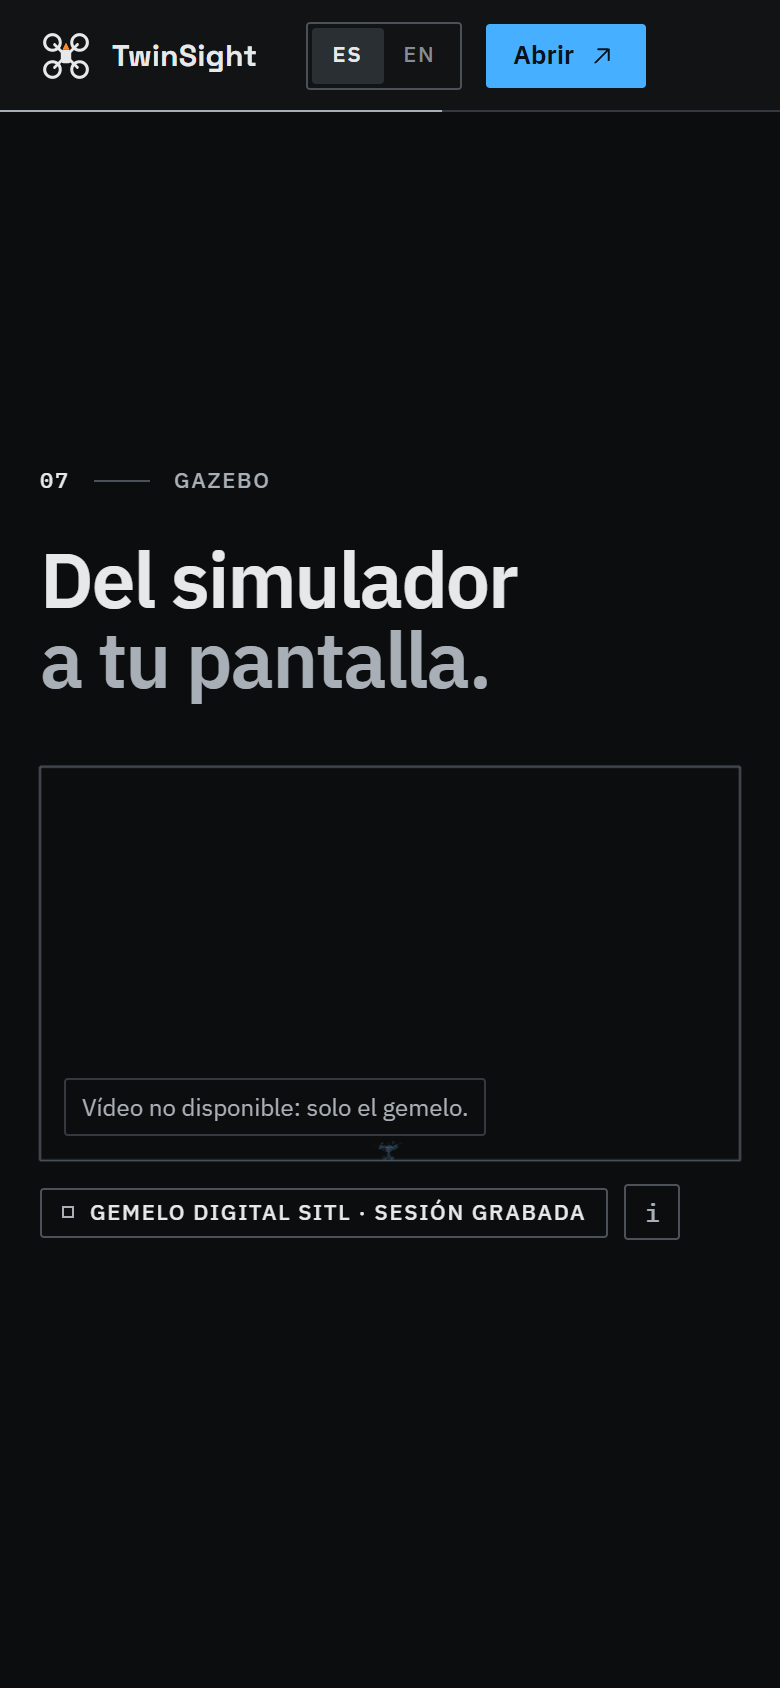 TwinSight
ES EN
Abrir
07 GAZEBO
Del simulador
a tu pantalla.
Vídeo no disponible: solo el gemelo.
GEMELO DIGITAL SITL · SESIÓN GRABADA
i